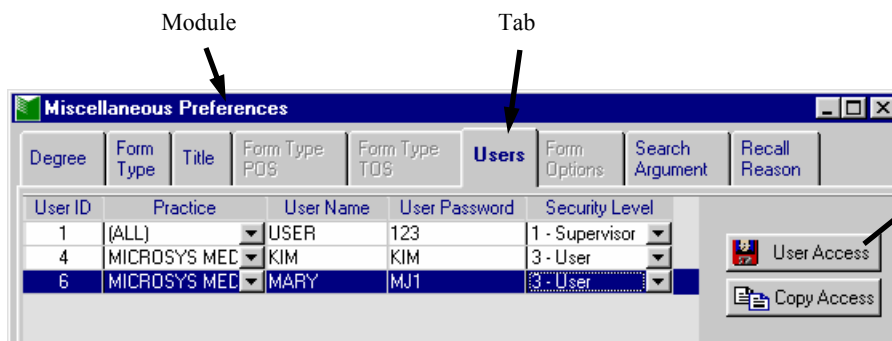 Module Tab
Miscellaneous Preferences
Degree Form Type Title Form Type POS Form Type TOS Users Form Options Search Argument Recall Reason
User ID Practice User Name User Password Security Level
1 (ALL) USER 123 1 - Supervisor
4 MICROSYS MED KIM KIM 3 - User
6 MICROSYS MED MARY MJ1 3 - User
User Access
Copy Access